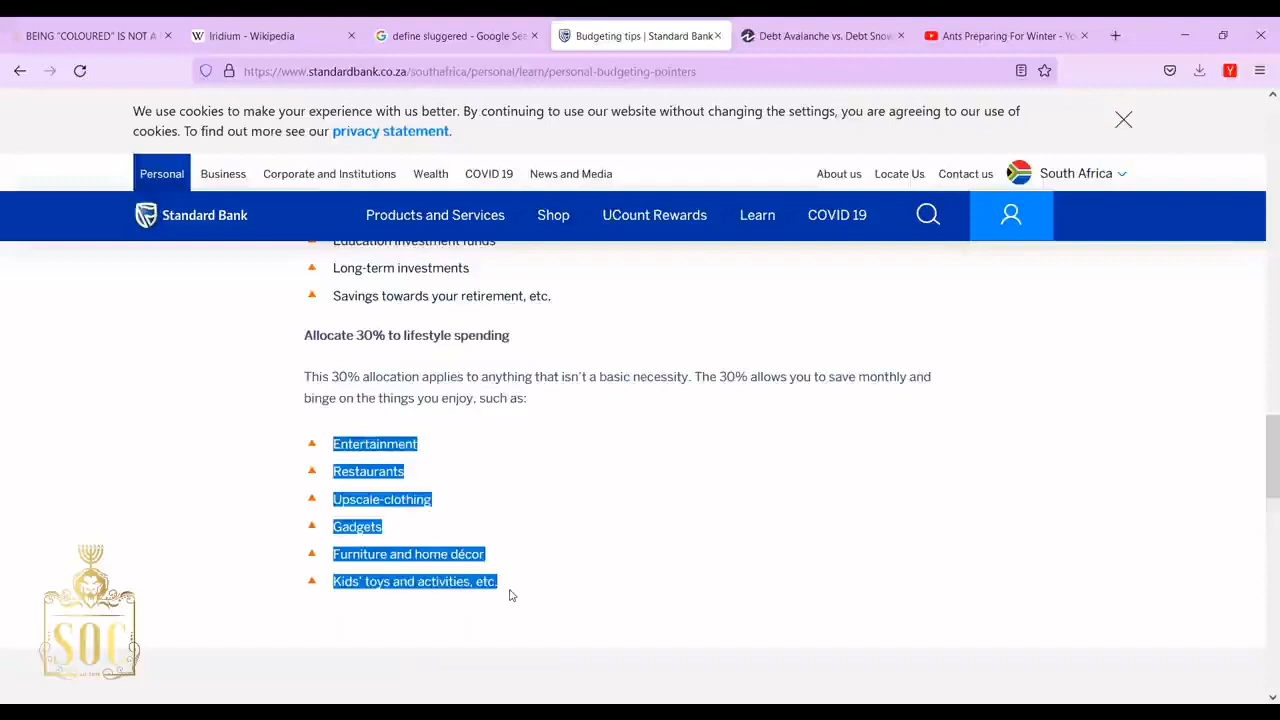 BEING "COLOURED" IS NOT A
Iridium - Wikipedia
define sluggered - Google Sea
Budgeting tips | Standard Bank
Debt Avalanche vs. Debt Snow
Ants Preparing For Winter - Yo
https://www.standardbank.co.za/southafrica/personal/learn/personal-budgeting-pointers
We use cookies to make your experience with us better. By continuing to use our website without changing the settings, you are agreeing to our use of
cookies. To find out more see our privacy statement.
Personal Business Corporate and Institutions Wealth COVID 19 News and Media About us Locate Us Contact us South Africa
Standard Bank Products and Services Shop UCount Rewards Learn COVID 19
Education investment funds
Long-term investments
Savings towards your retirement, etc.
Allocate 30% to lifestyle spending
This 30% allocation applies to anything that isn't a basic necessity. The 30% allows you to save monthly and
binge on the things you enjoy, such as:
Entertainment
Restaurants
Upscale-clothing
Gadgets
Furniture and home décor
Kids' toys and activities, etc.
SOC